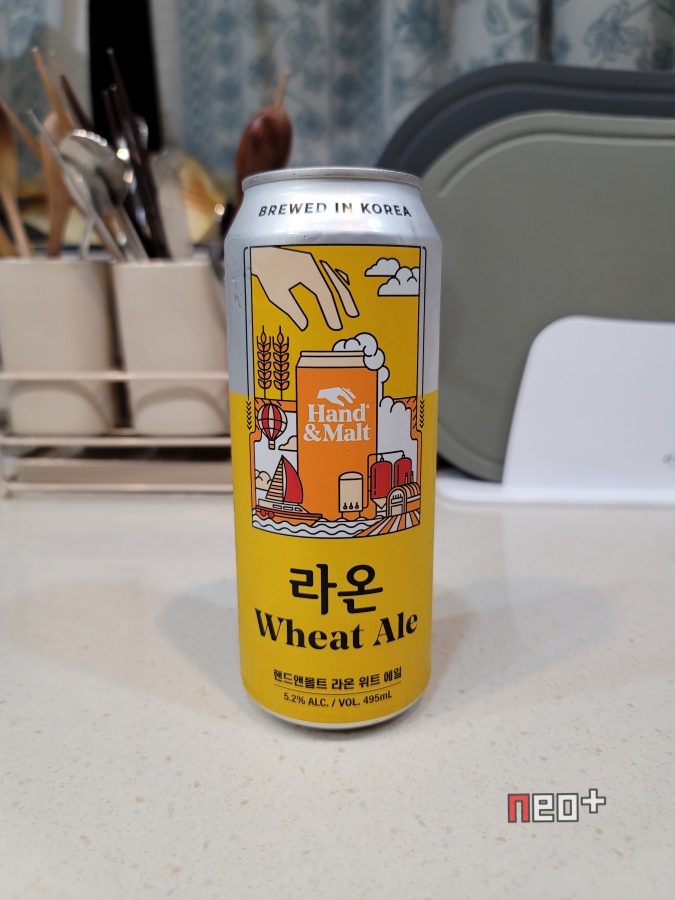 BREWED IN KOREA
Hand
&Malt
라온
Wheat Ale
핸드앤몰트 라온 위트 에일
5.2% ALC. / VOL. 495mL
neo+